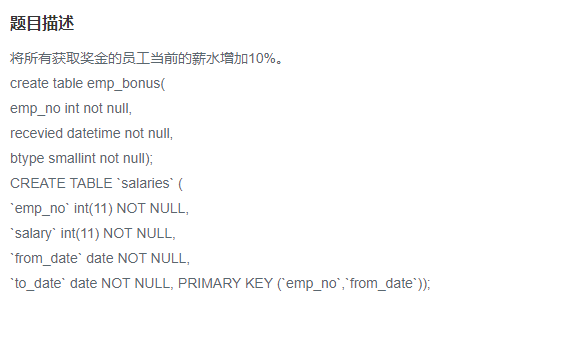 题目描述
将所有获取奖金的员工当前的薪水增加10%。
create table emp_bonus(
emp_no int not null,
recevied datetime not null,
btype smallint not null);
CREATE TABLE `salaries` (
`emp_no` int(11) NOT NULL,
`salary` int(11) NOT NULL,
`from_date` date NOT NULL,
`to_date` date NOT NULL, PRIMARY KEY (`emp_no`,`from_date`));